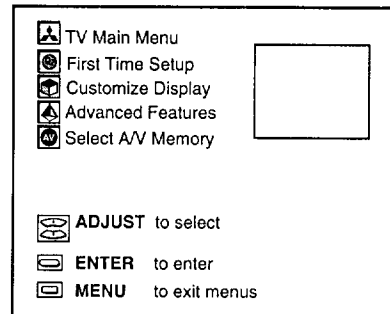 TV Main Menu
First Time Setup
Customize Display
Advanced Features
AV Select A/V Memory
ADJUST to select
ENTER to enter
MENU to exit menus